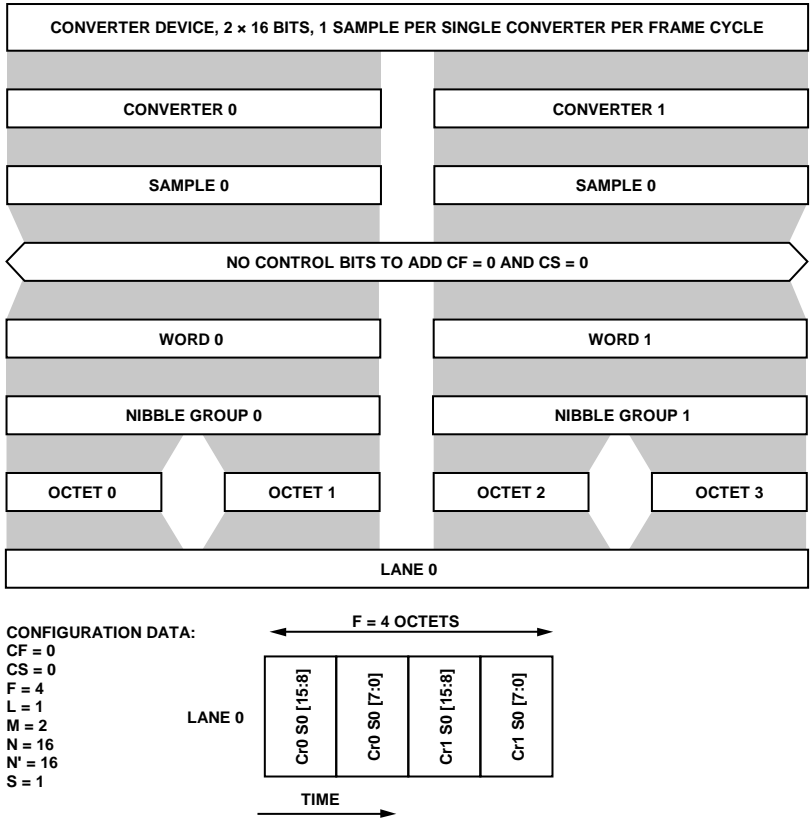 CONVERTER DEVICE, 2 × 16 BITS, 1 SAMPLE PER SINGLE CONVERTER PER FRAME CYCLE
CONVERTER 0
CONVERTER 1
SAMPLE 0
SAMPLE 0
NO CONTROL BITS TO ADD CF = 0 AND CS = 0
WORD 0
WORD 1
NIBBLE GROUP 0
NIBBLE GROUP 1
OCTET 0
OCTET 1
OCTET 2
OCTET 3
LANE 0
CONFIGURATION DATA:
CF = 0
CS = 0
F = 4
L = 1
M = 2
N = 16
N' = 16
S = 1
F = 4 OCTETS
LANE 0
Cr0 S0 [15:8]
Cr0 S0 [7:0]
Cr1 S0 [15:8]
Cr1 S0 [7:0]
TIME